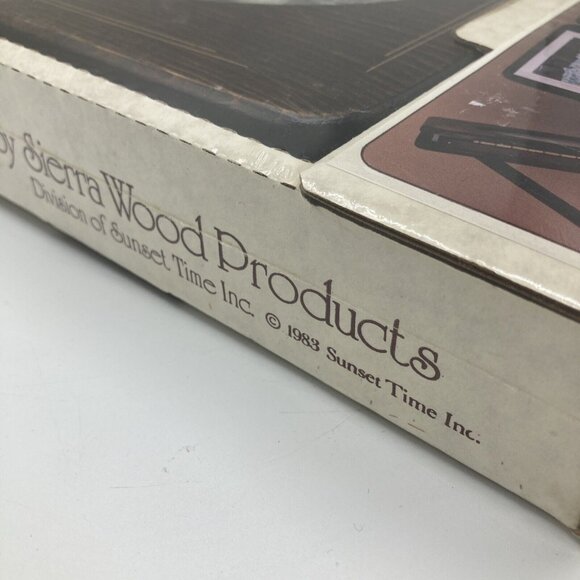 by Sierra Wood Products
Division of Sunset Time Inc. © 1983 Sunset Time Inc.